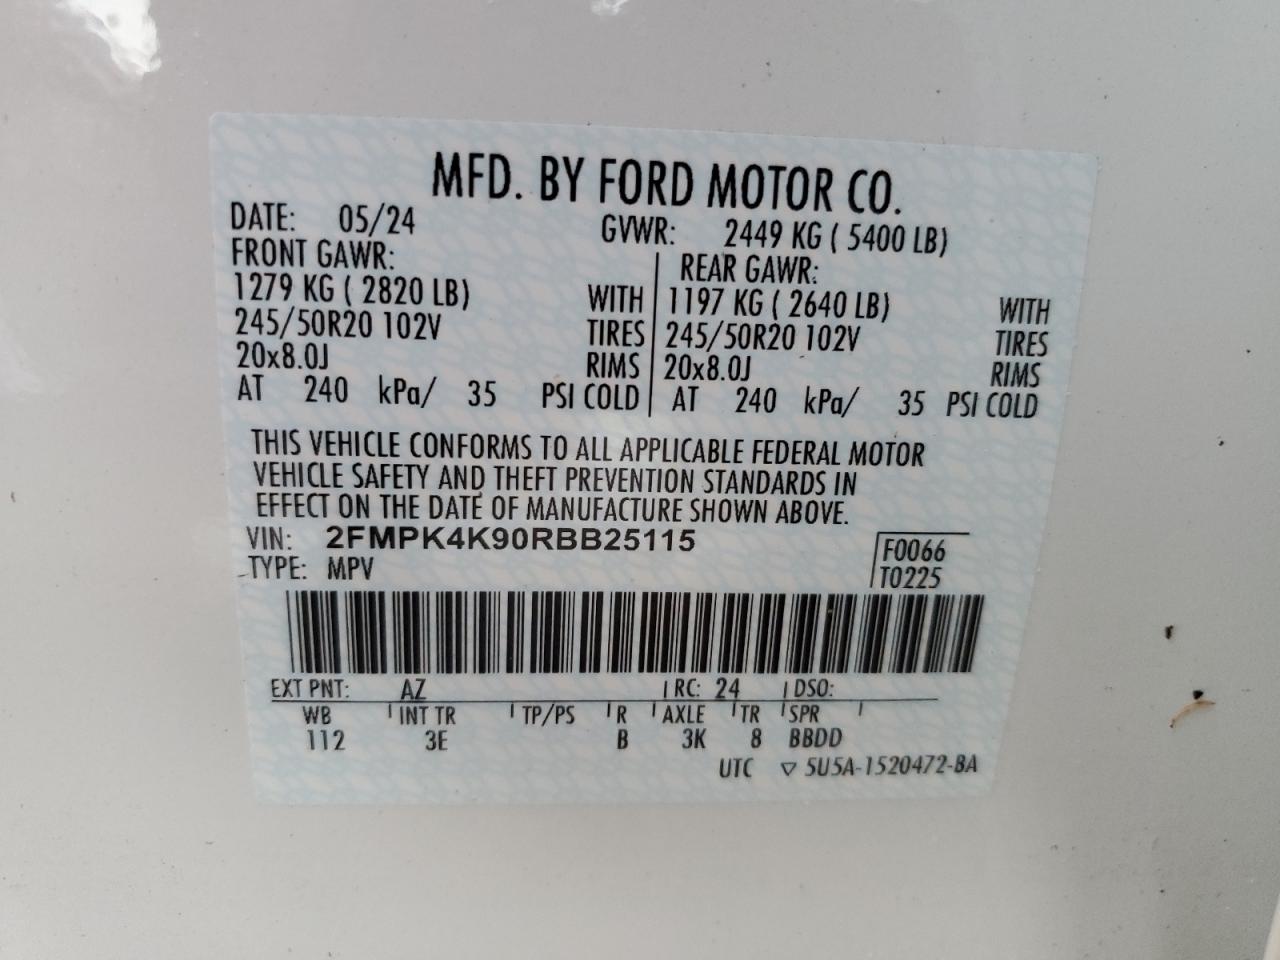 MFD. BY FORD MOTOR CO.
DATE: 05/24 GVWR: 2449 KG ( 5400 LB)
FRONT GAWR: REAR GAWR:
1279 KG ( 2820 LB) WITH 1197 KG ( 2640 LB) WITH
245/50R20 102V TIRES 245/50R20 102V TIRES
20x8.0J RIMS 20x8.0J RIMS
AT 240 kPa/ 35 PSI COLD AT 240 kPa/ 35 PSI COLD
THIS VEHICLE CONFORMS TO ALL APPLICABLE FEDERAL MOTOR
VEHICLE SAFETY AND THEFT PREVENTION STANDARDS IN
EFFECT ON THE DATE OF MANUFACTURE SHOWN ABOVE.
VIN: 2FMPK4K90RBB25115 F0066
TYPE: MPV T0225
EXT PNT: AZ RC: 24 DSO:
WB INT TR TP/PS R AXLE TR SPR
112 3E B 3K 8 BBDD
UTC ▽ 5U5A-1520472-BA